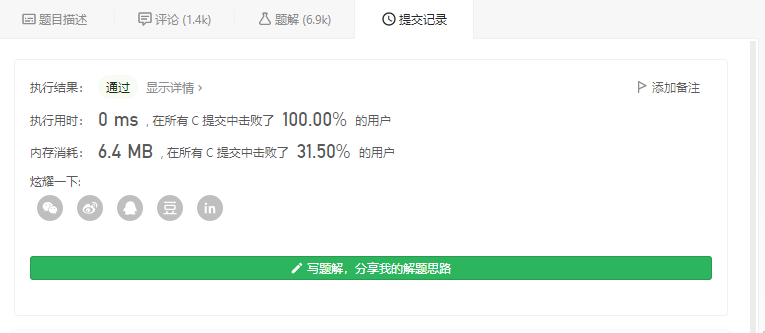 题目描述 评论 (1.4k) 题解 (6.9k) 提交记录
执行结果： 通过 显示详情 › 添加备注
执行用时： 0 ms , 在所有 C 提交中击败了 100.00% 的用户
内存消耗： 6.4 MB , 在所有 C 提交中击败了 31.50% 的用户
炫耀一下:
豆 in
写题解，分享我的解题思路